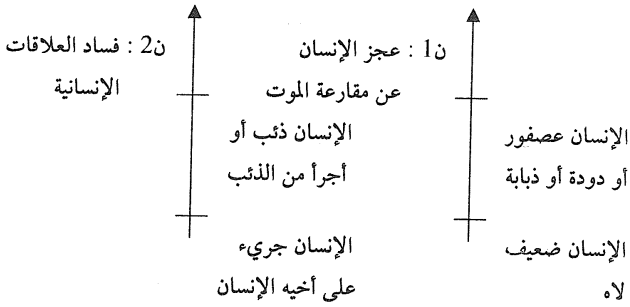 ن1 : عجز الإنسان
عن مقارعة الموت
الإنسان عصفور
أو دودة أو ذبابة
الإنسان ضعيف
لاه
ن2 : فساد العلاقات
الإنسانية
الإنسان ذئب أو
أجرأ من الذئب
الإنسان جريء
على أخيه الإنسان